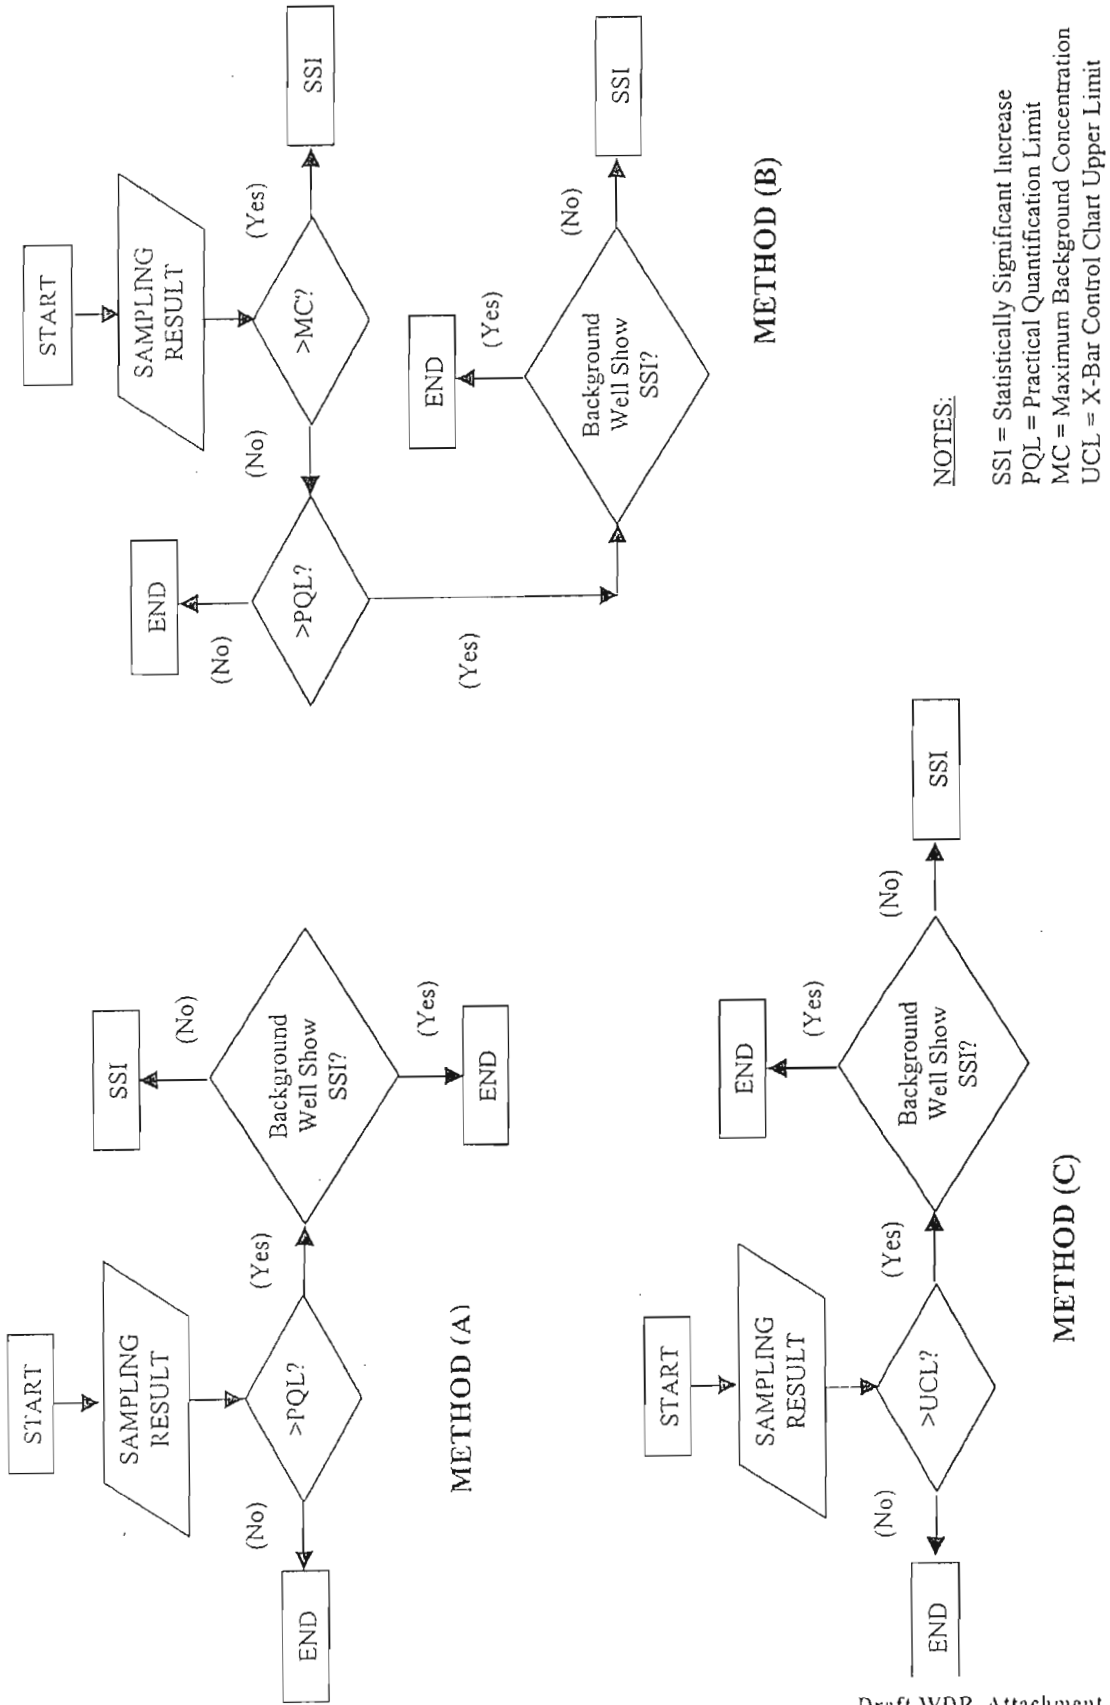 START
SAMPLING
RESULT
>PQL?
(No)
END
(Yes)
Background
Well Show
SSI?
(No)
SSI
(Yes)
END
METHOD (A)
START
SAMPLING
RESULT
>MC?
(Yes)
SSI
(No)
>PQL?
(No)
END
(Yes)
Background
Well Show
SSI?
(Yes)
END
(No)
SSI
METHOD (B)
START
SAMPLING
RESULT
>UCL?
(No)
END
(Yes)
Background
Well Show
SSI?
(Yes)
END
(No)
SSI
METHOD (C)
NOTES:
SSI = Statistically Significant Increase
PQL = Practical Quantification Limit
MC = Maximum Background Concentration
UCL = X-Bar Control Chart Upper Limit
Draft WDR Attachment